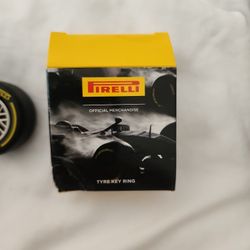 PIRELLI
OFFICIAL MERCHANDISE
TYRE KEY RING